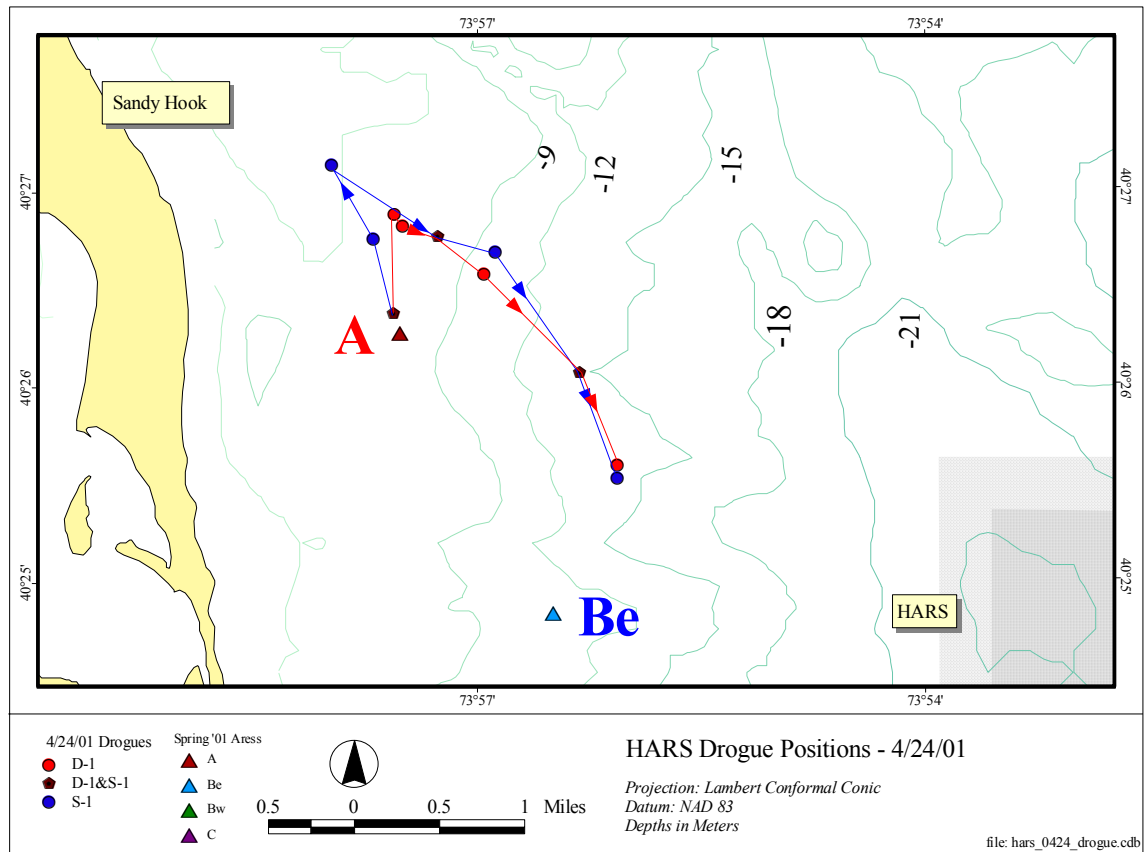 73°57'
73°54'
Sandy Hook
-9
-12
-15
40°27'
40°27'
-18
-21
A
40°26'
40°26'
40°25'
40°25'
Be
HARS
73°57'
73°54'
4/24/01 Drogues
D-1
D-1&S-1
S-1
Spring '01 Aress
A
Be
Bw
C
0.5 0 0.5 1 Miles
HARS Drogue Positions - 4/24/01
Projection: Lambert Conformal Conic
Datum: NAD 83
Depths in Meters
file: hars_0424_drogue.cdb